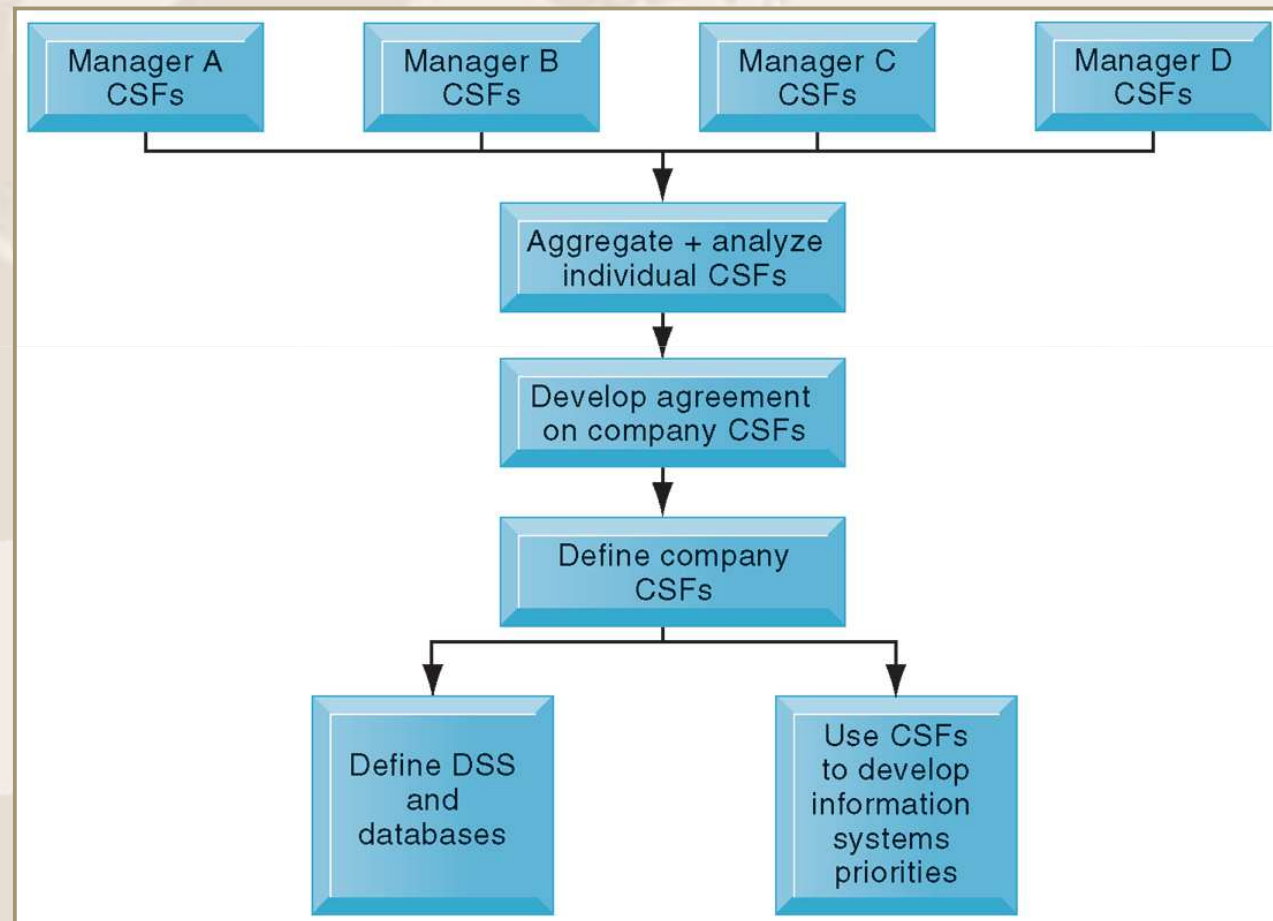 Manager A
CSFs
Manager B
CSFs
Manager C
CSFs
Manager D
CSFs
Aggregate + analyze
individual CSFs
Develop agreement
on company CSFs
Define company
CSFs
Define DSS
and
databases
Use CSFs
to develop
information
systems
priorities